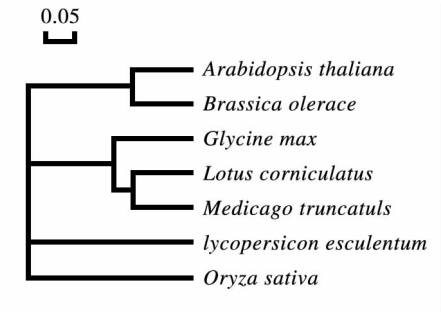 0.05
Arabidopsis thaliana
Brassica olerace
Glycine max
Lotus corniculatus
Medicago truncatuls
lycopersicon esculentum
Oryza sativa